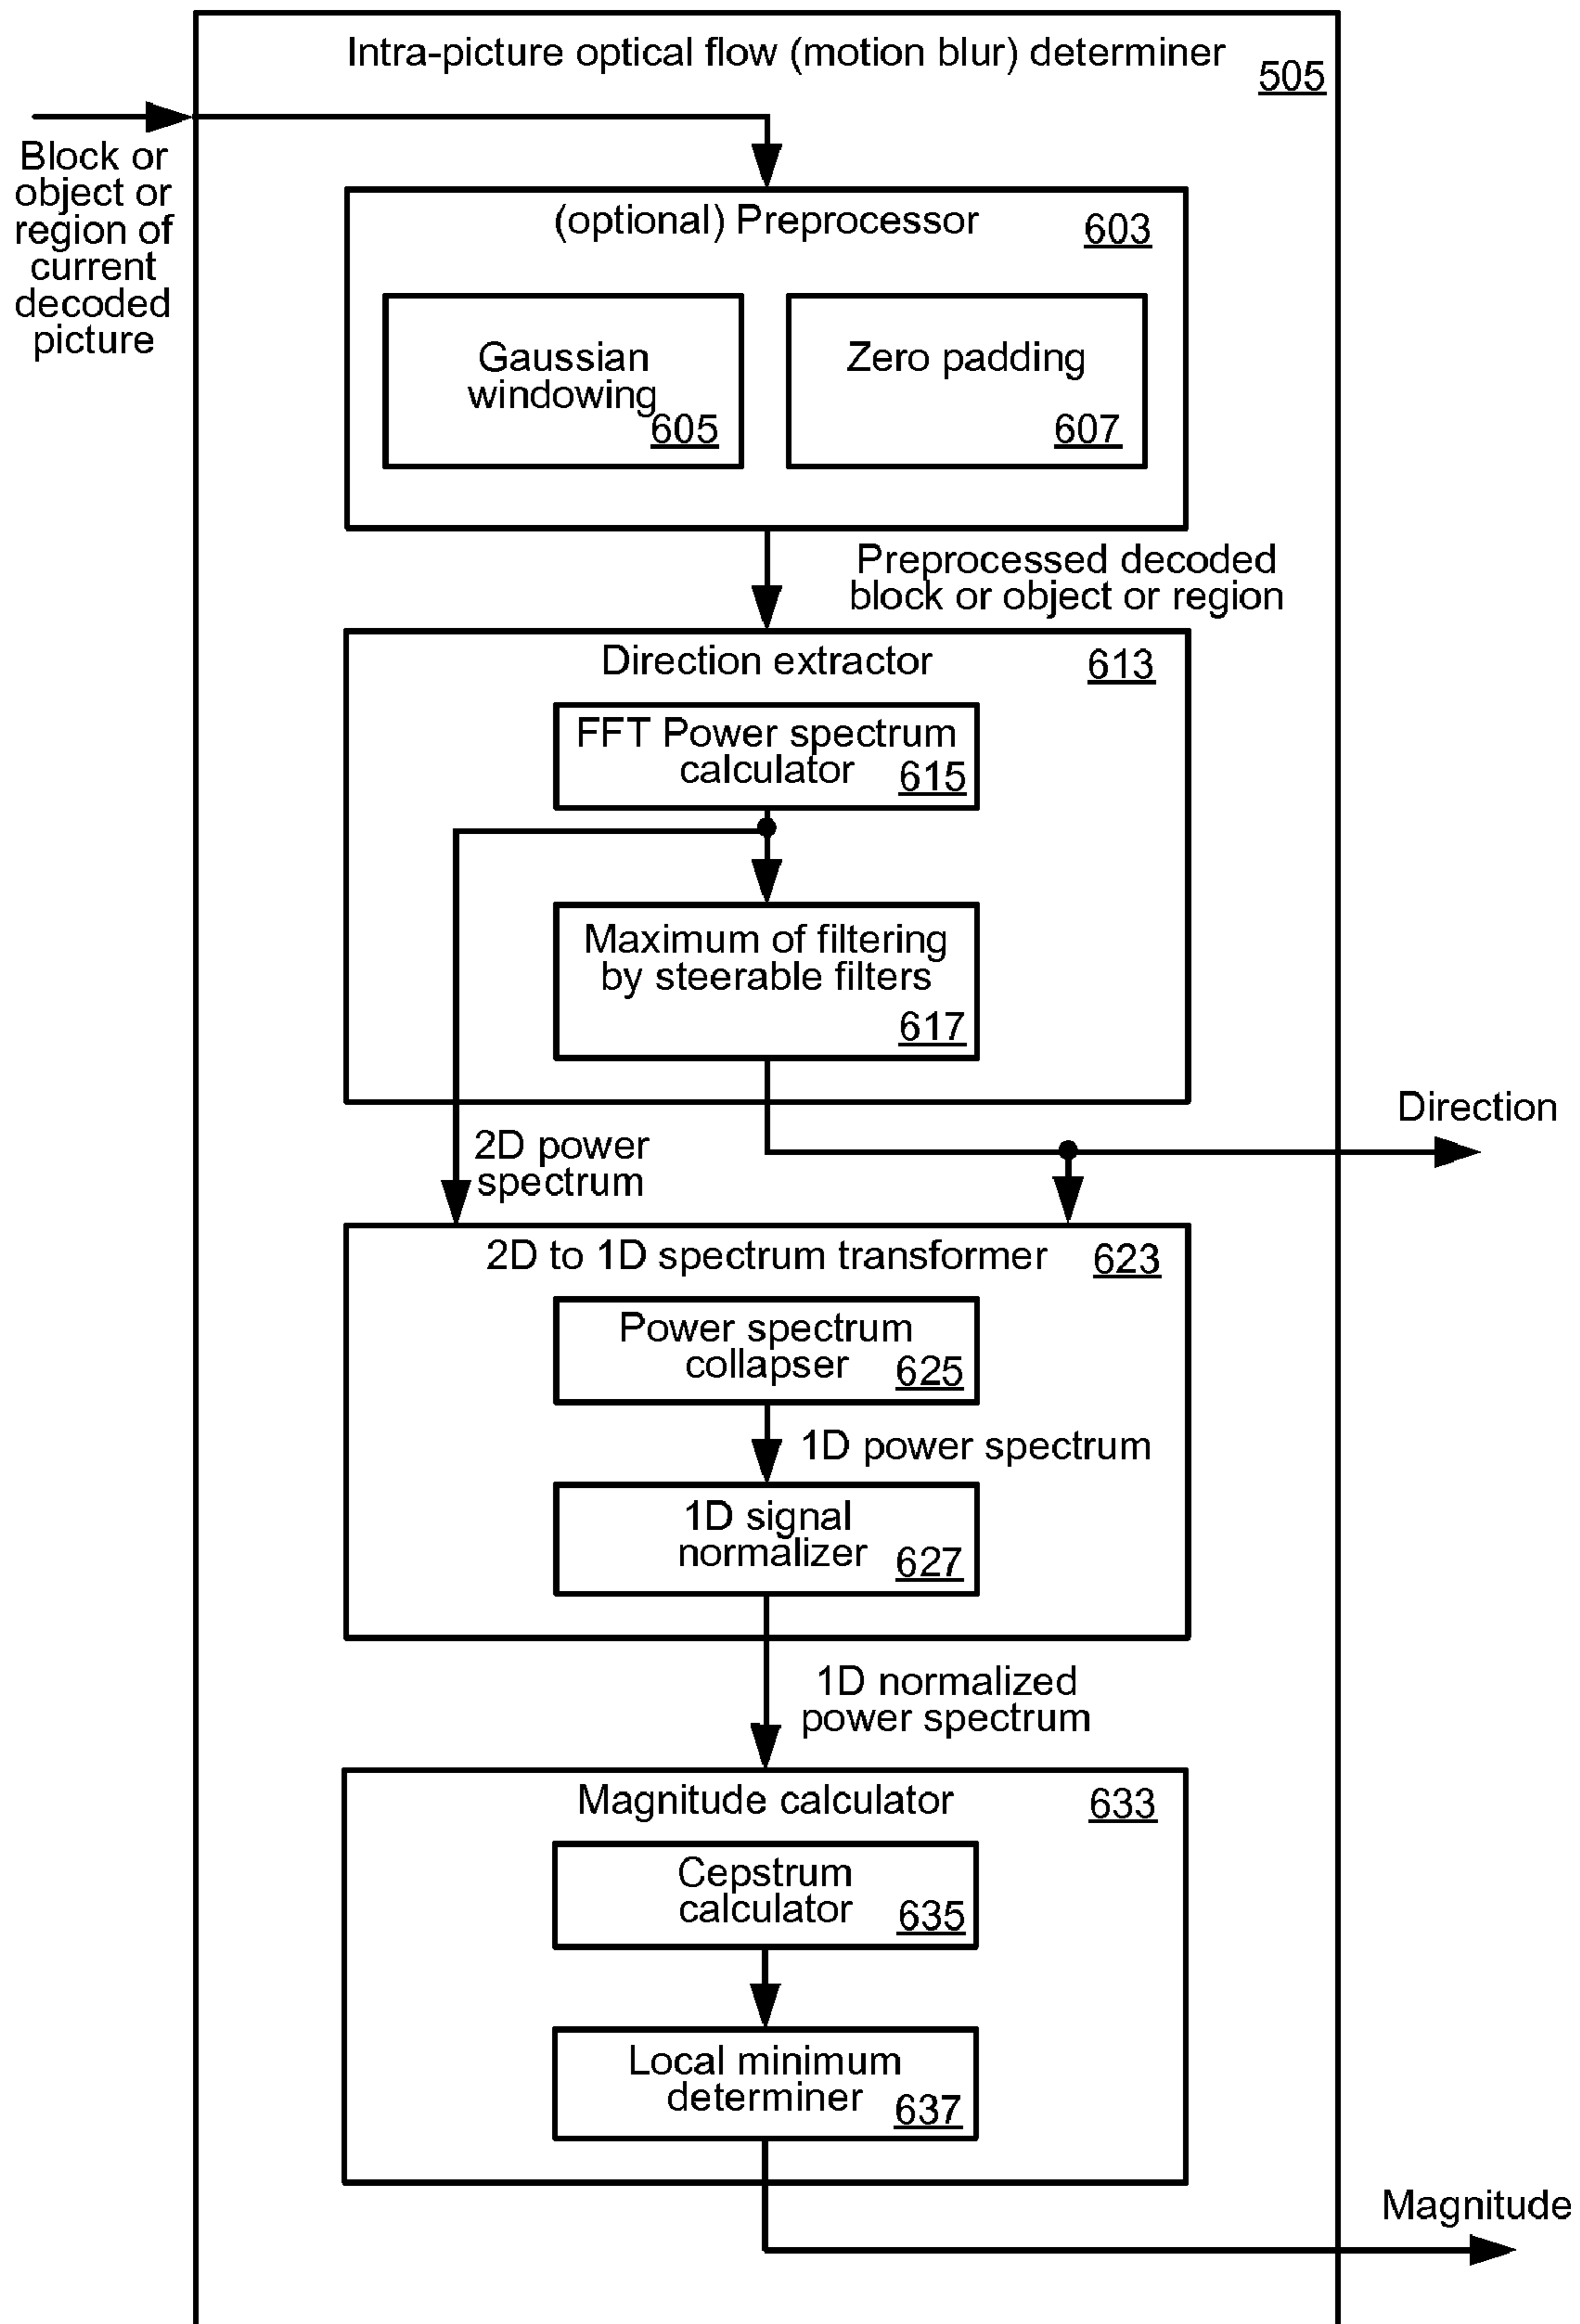 Intra-picture optical flow (motion blur) determiner
505
Block or
object or
region of
current
decoded
picture
(optional) Preprocessor
603
Gaussian
windowing
605
Zero padding
607
Preprocessed decoded
block or object or region
Direction extractor
613
FFT Power spectrum
calculator
615
Maximum of filtering
by steerable filters
617
Direction
2D power
spectrum
2D to 1D spectrum transformer
623
Power spectrum
collapser
625
1D power spectrum
1D signal
normalizer
627
1D normalized
power spectrum
Magnitude calculator
633
Cepstrum
calculator
635
Local minimum
determiner
637
Magnitude